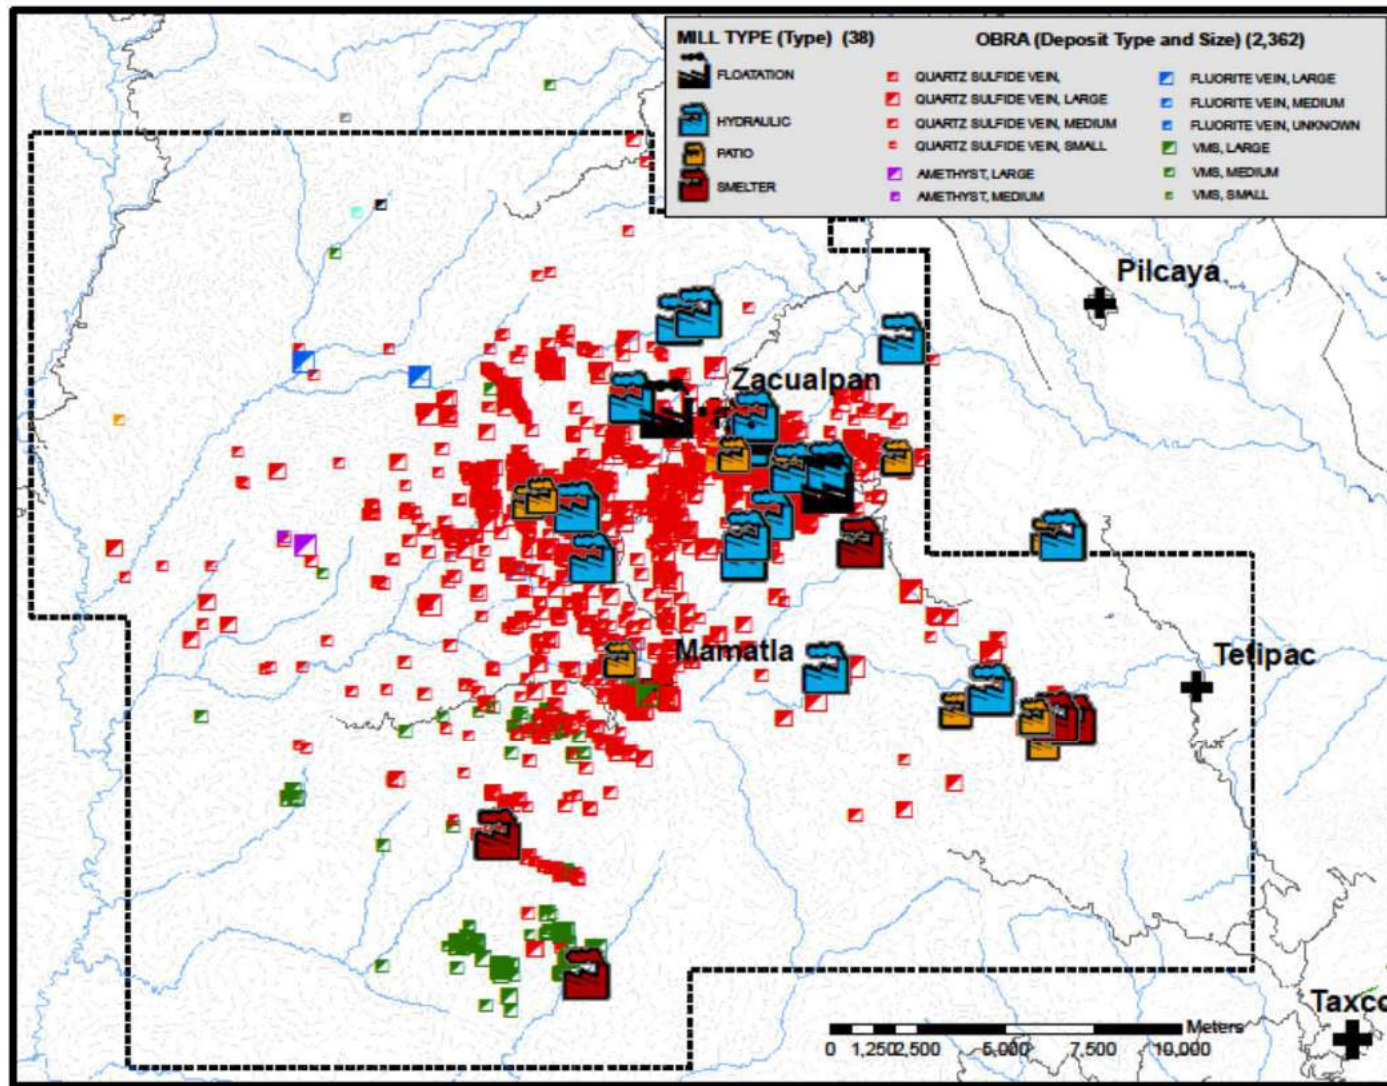 MILL TYPE (Type) (38)
OBRA (Deposit Type and Size) (2,362)
FLOATATION
HYDRAULIC
PATIO
SMELTER
QUARTZ SULFIDE VEIN,
QUARTZ SULFIDE VEIN, LARGE
QUARTZ SULFIDE VEIN, MEDIUM
QUARTZ SULFIDE VEIN, SMALL
AMETHYST, LARGE
AMETHYST, MEDIUM
FLUORITE VEIN, LARGE
FLUORITE VEIN, MEDIUM
FLUORITE VEIN, UNKNOWN
VMS, LARGE
VMS, MEDIUM
VMS, SMALL
Pilcaya
Zacualpan
Mamatla
Tetipac
Taxco
Meters
0 1,250 2,500 5,000 7,500 10,000